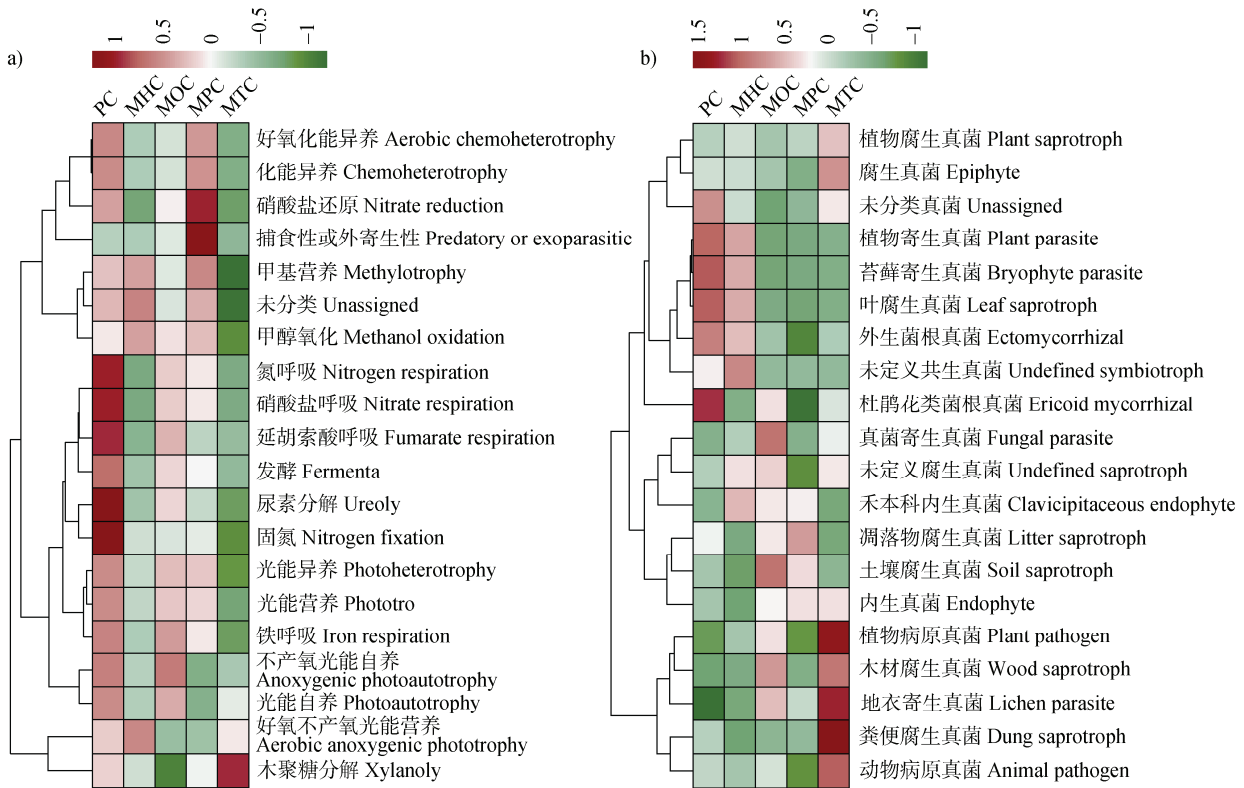 a)
1
0.5
0
−0.5
−1
PC
MHC
MOC
MPC
MTC
好氧化能异养 Aerobic chemoheterotrophy
化能异养 Chemoheterotrophy
硝酸盐还原 Nitrate reduction
捕食性或外寄生性 Predatory or exoparasitic
甲基营养 Methylotrophy
未分类 Unassigned
甲醇氧化 Methanol oxidation
氮呼吸 Nitrogen respiration
硝酸盐呼吸 Nitrate respiration
延胡索酸呼吸 Fumarate respiration
发酵 Fermenta
尿素分解 Ureoly
固氮 Nitrogen fixation
光能异养 Photoheterotrophy
光能营养 Phototro
铁呼吸 Iron respiration
不产氧光能自养
Anoxygenic photoautotrophy
光能自养 Photoautotrophy
好氧不产氧光能营养
Aerobic anoxygenic phototrophy
木聚糖分解 Xylanoly
b)
1.5
1
0.5
0
−0.5
−1
PC
MHC
MOC
MPC
MTC
植物腐生真菌 Plant saprotroph
腐生真菌 Epiphyte
未分类真菌 Unassigned
植物寄生真菌 Plant parasite
苔藓寄生真菌 Bryophyte parasite
叶腐生真菌 Leaf saprotroph
外生菌根真菌 Ectomycorrhizal
未定义共生真菌 Undefined symbiotroph
杜鹃花类菌根真菌 Ericoid mycorrhizal
真菌寄生真菌 Fungal parasite
未定义腐生真菌 Undefined saprotroph
禾本科内生真菌 Clavicipitaceous endophyte
凋落物腐生真菌 Litter saprotroph
土壤腐生真菌 Soil saprotroph
内生真菌 Endophyte
植物病原真菌 Plant pathogen
木材腐生真菌 Wood saprotroph
地衣寄生真菌 Lichen parasite
粪便腐生真菌 Dung saprotroph
动物病原真菌 Animal pathogen